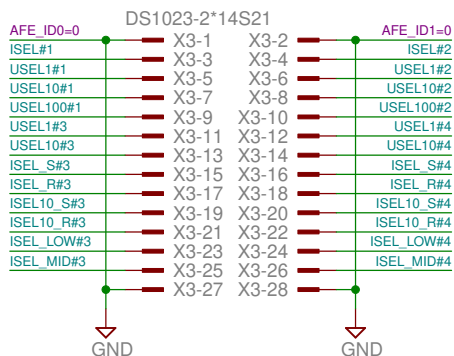 DS1023-2*14S21
AFE_ID0=0 X3-1 X3-2 AFE_ID1=0
ISEL#1 X3-3 X3-4 ISEL#2
USEL1#1 X3-5 X3-6 USEL1#2
USEL10#1 X3-7 X3-8 USEL10#2
USEL100#1 X3-9 X3-10 USEL100#2
USEL1#3 X3-11 X3-12 USEL1#4
USEL10#3 X3-13 X3-14 USEL10#4
ISEL_S#3 X3-15 X3-16 ISEL_S#4
ISEL_R#3 X3-17 X3-18 ISEL_R#4
ISEL10_S#3 X3-19 X3-20 ISEL10_S#4
ISEL10_R#3 X3-21 X3-22 ISEL10_R#4
ISEL_LOW#3 X3-23 X3-24 ISEL_LOW#4
ISEL_MID#3 X3-25 X3-26 ISEL_MID#4
X3-27 X3-28
GND GND